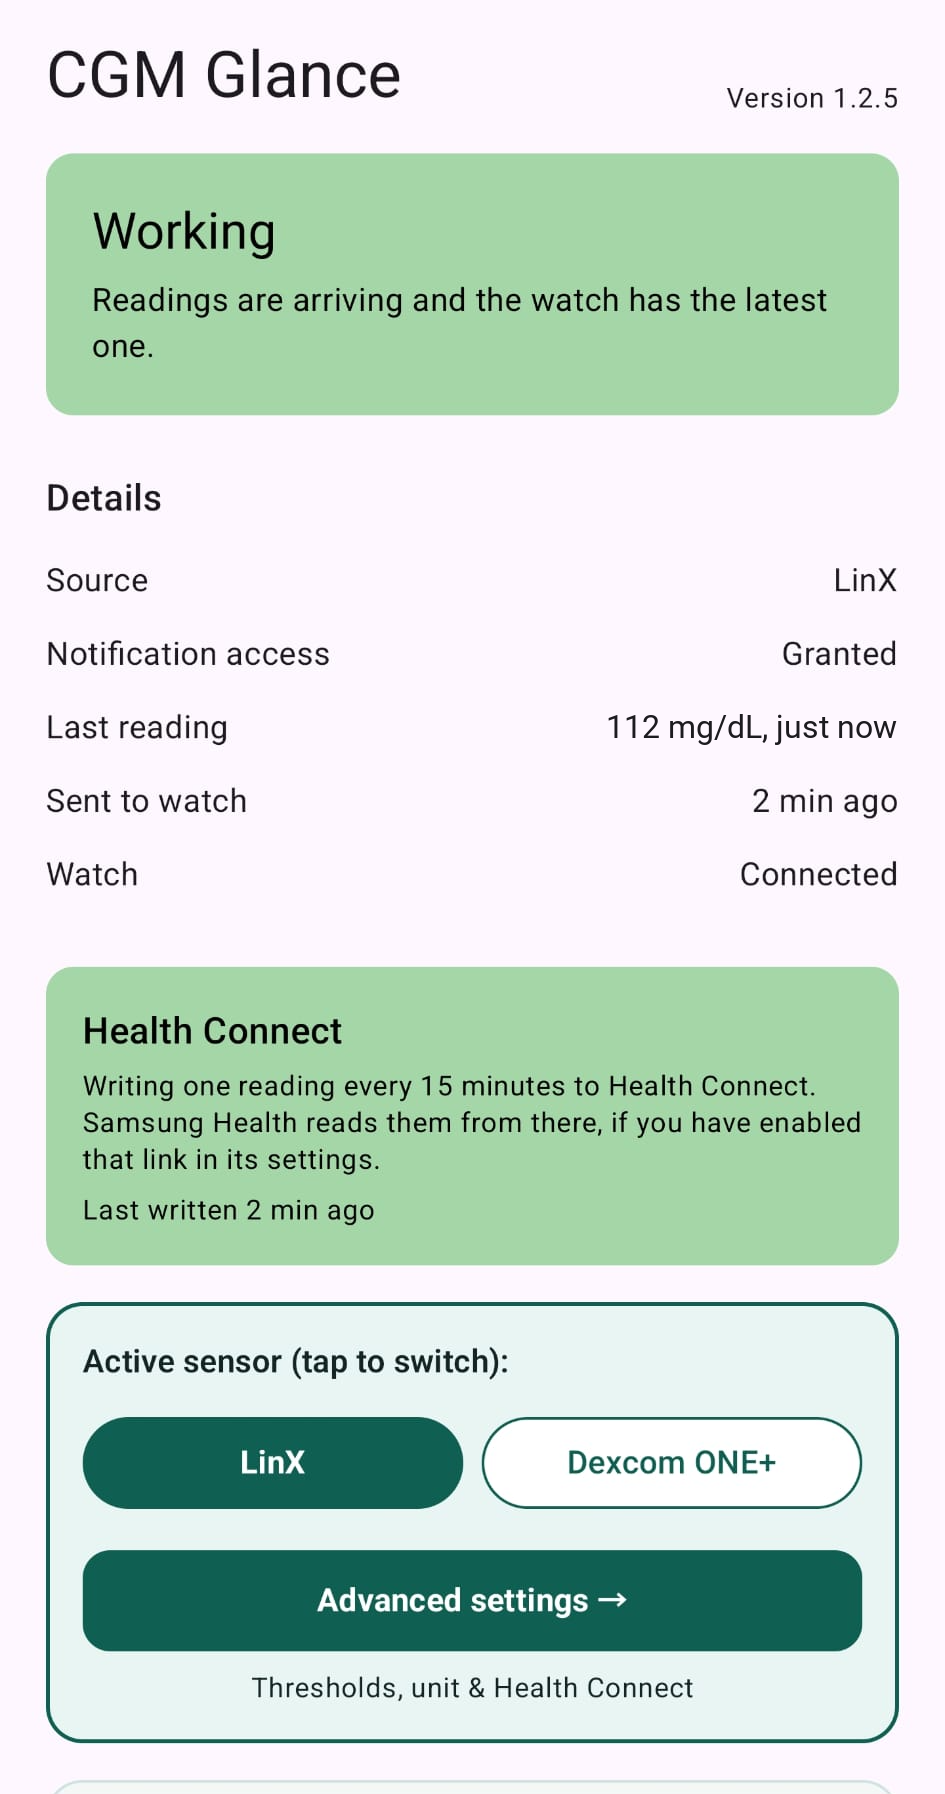 CGM Glance
Version 1.2.5
Working
Readings are arriving and the watch has the latest
one.
Details
Source LinX
Notification access Granted
Last reading 112 mg/dL, just now
Sent to watch 2 min ago
Watch Connected
Health Connect
Writing one reading every 15 minutes to Health Connect.
Samsung Health reads them from there, if you have enabled
that link in its settings.
Last written 2 min ago
Active sensor (tap to switch):
LinX Dexcom ONE+
Advanced settings →
Thresholds, unit & Health Connect